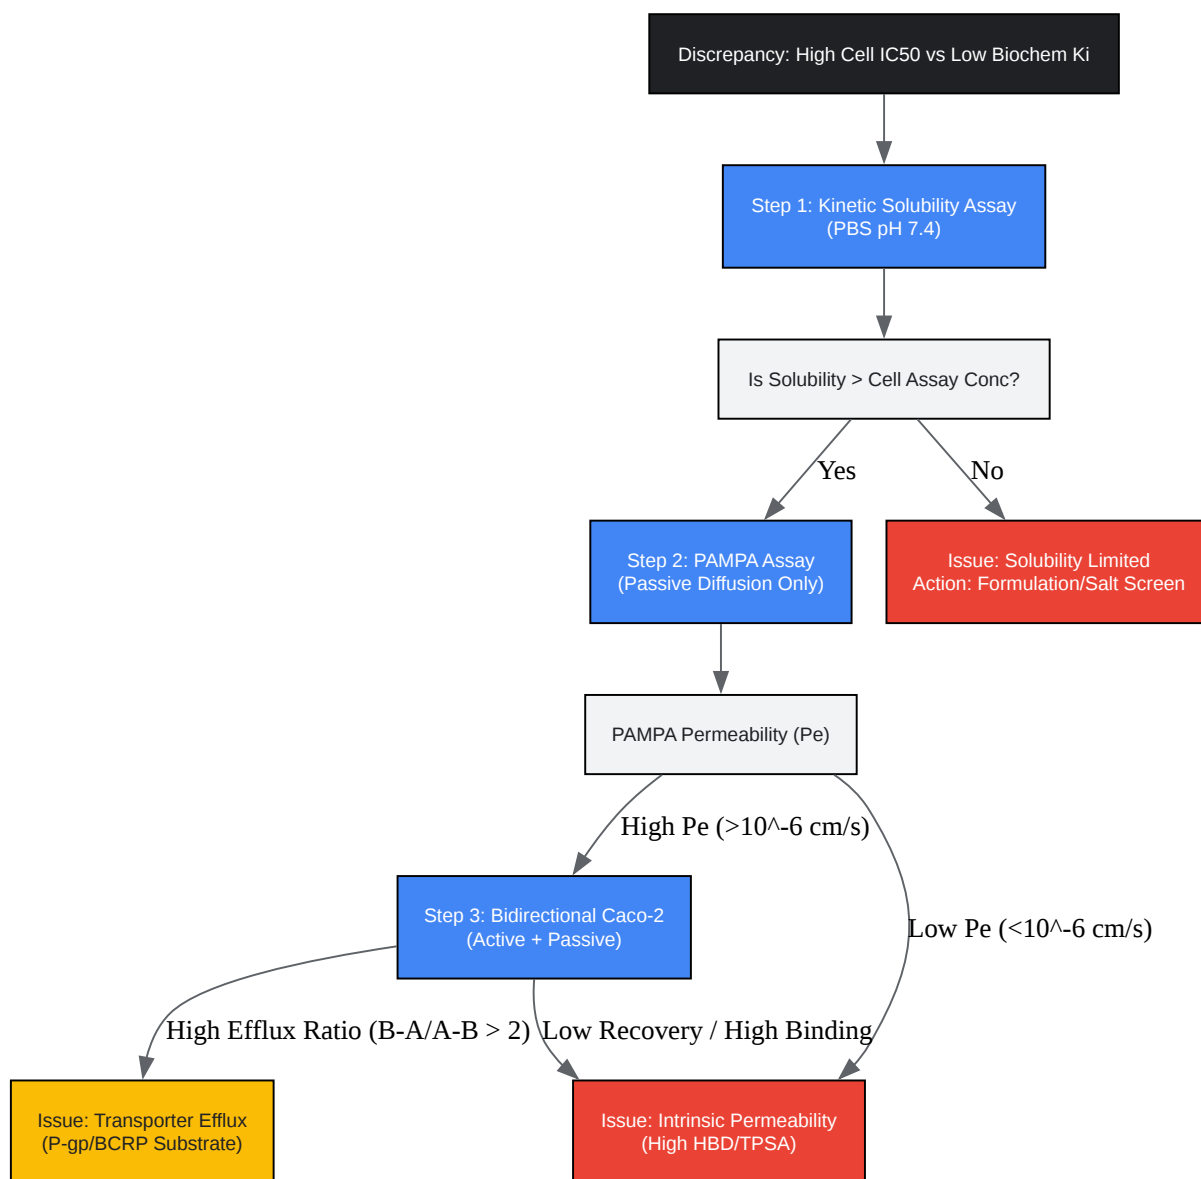 Discrepancy: High Cell IC50 vs Low Biochem Ki
Step 1: Kinetic Solubility Assay
(PBS pH 7.4)
Is Solubility > Cell Assay Conc?
Yes
No
Step 2: PAMPA Assay
(Passive Diffusion Only)
Issue: Solubility Limited
Action: Formulation/Salt Screen
PAMPA Permeability (Pe)
High Pe (>10^-6 cm/s)
Step 3: Bidirectional Caco-2
(Active + Passive)
Low Pe (<10^-6 cm/s)
High Efflux Ratio (B-A/A-B > 2)
Low Recovery / High Binding
Issue: Transporter Efflux
(P-gp/BCRP Substrate)
Issue: Intrinsic Permeability
(High HBD/TPSA)